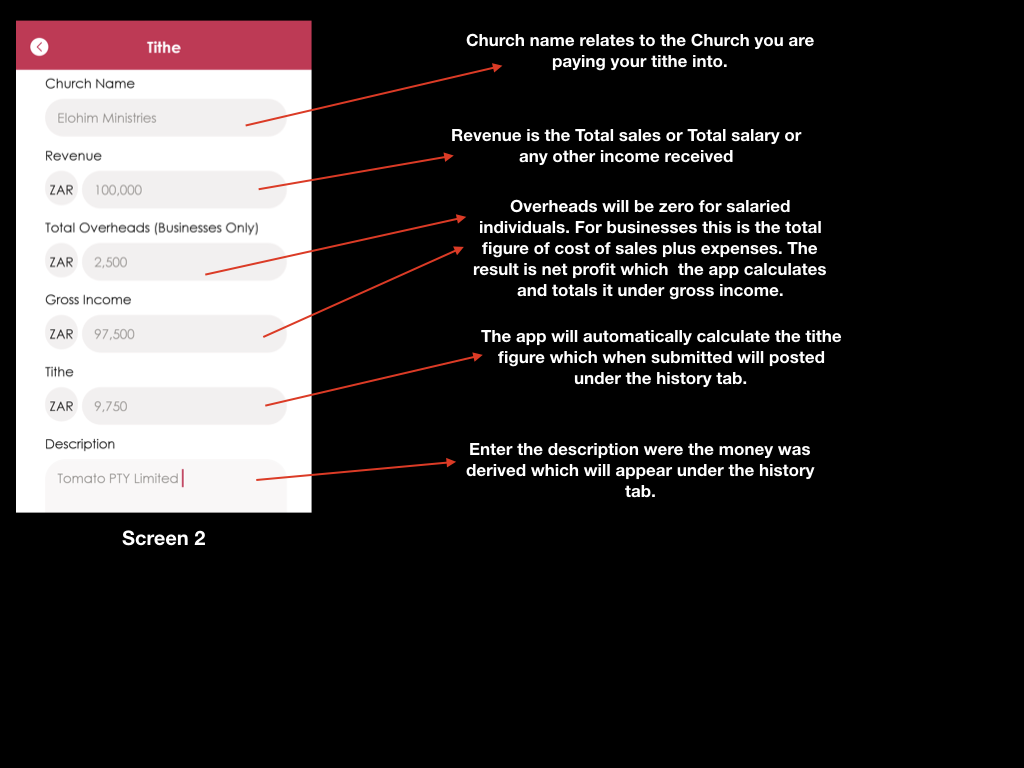 Tithe
Church Name
Elohim Ministries
Revenue
ZAR 100,000
Total Overheads (Businesses Only)
ZAR 2,500
Gross Income
ZAR 97,500
Tithe
ZAR 9,750
Description
Tomato PTY Limited
Screen 2
Church name relates to the Church you are
paying your tithe into.
Revenue is the Total sales or Total salary or
any other income received
Overheads will be zero for salaried
individuals. For businesses this is the total
figure of cost of sales plus expenses. The
result is net profit which the app calculates
and totals it under gross income.
The app will automatically calculate the tithe
figure which when submitted will posted
under the history tab.
Enter the description were the money was
derived which will appear under the history
tab.